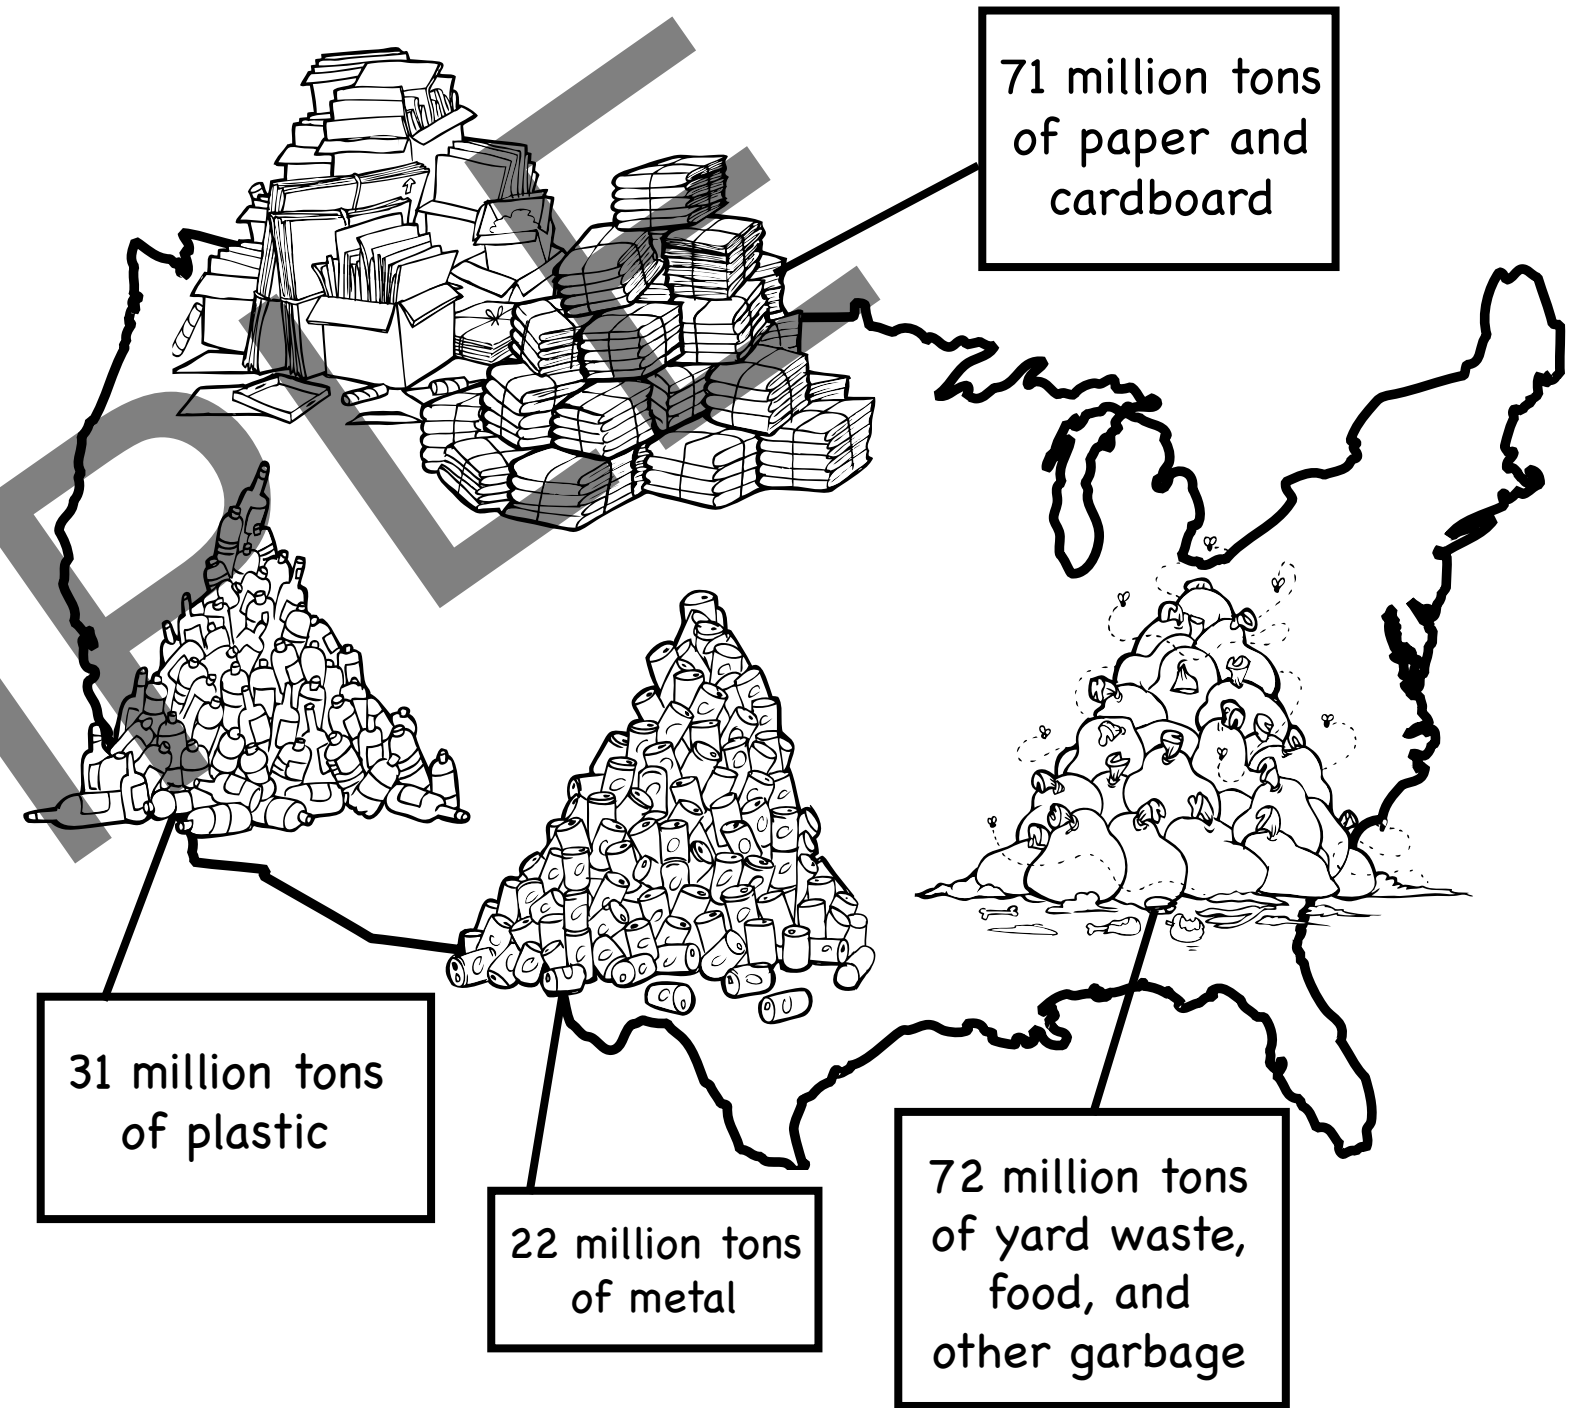 71 million tons
of paper and
cardboard
31 million tons
of plastic
22 million tons
of metal
72 million tons
of yard waste,
food, and
other garbage
PLE